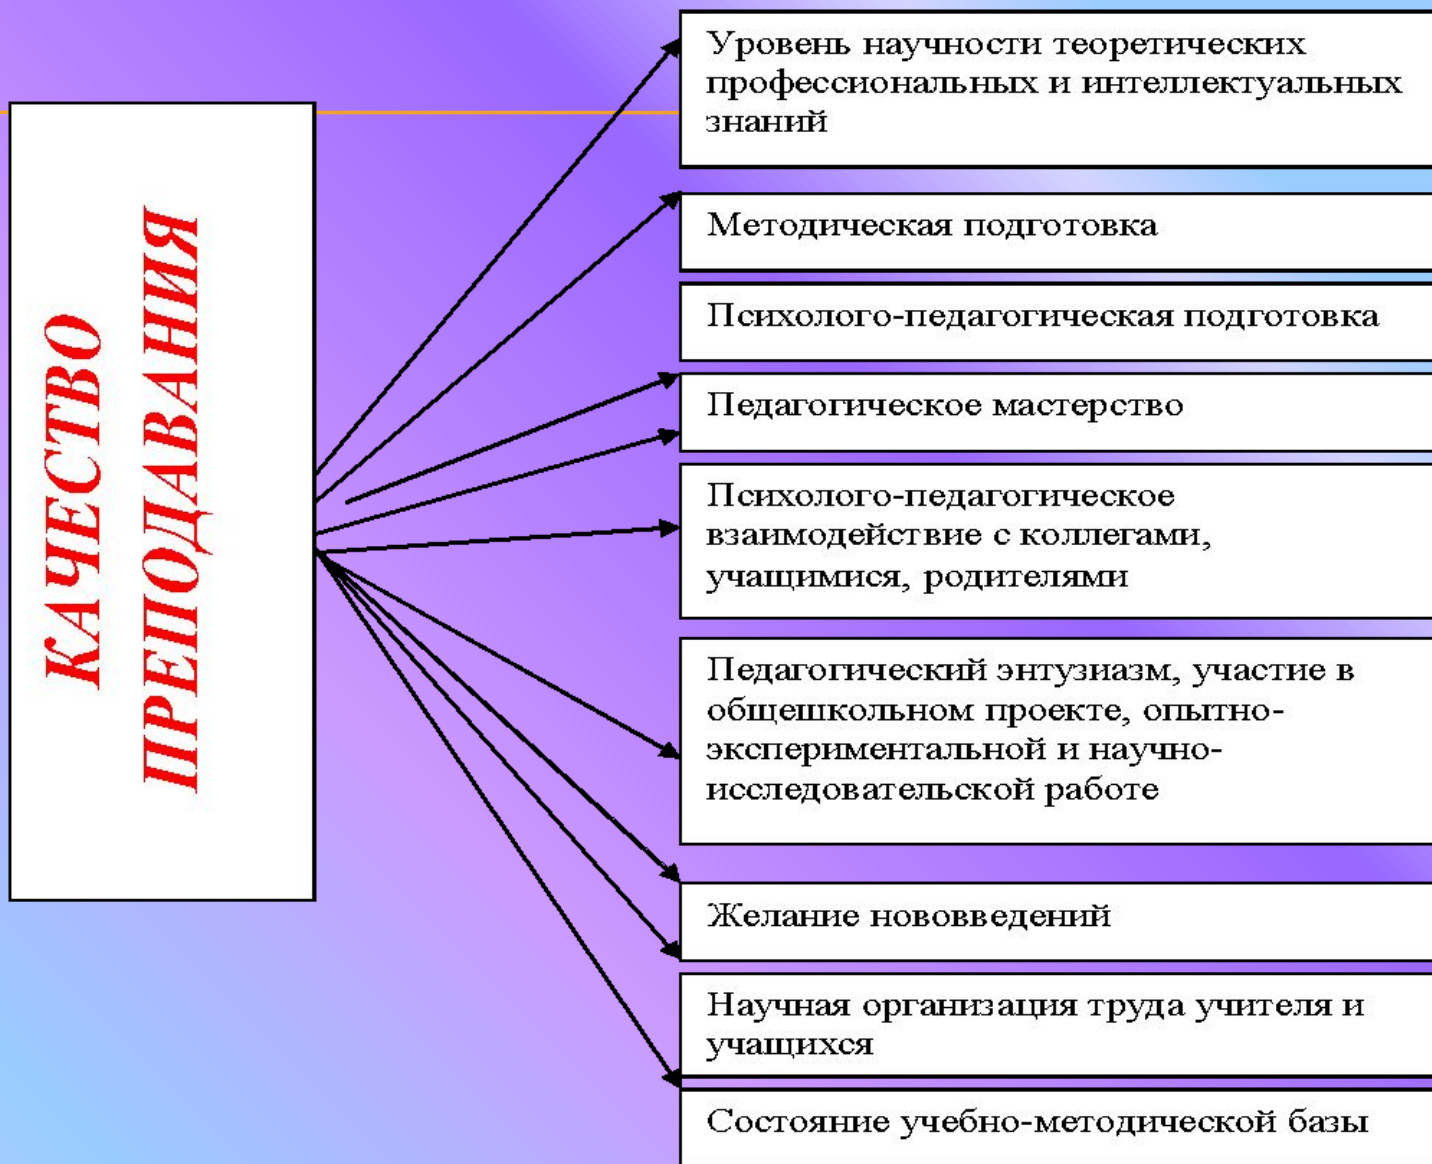 КАЧЕСТВО
ПРЕПОДАВАНИЯ
Уровень научности теоретических
профессиональных и интеллектуальных
знаний
Методическая подготовка
Психолого-педагогическая подготовка
Педагогическое мастерство
Психолого-педагогическое
взаимодействие с коллегами,
учащимися, родителями
Педагогический энтузиазм, участие в
общешкольном проекте, опытно-
экспериментальной и научно-
исследовательской работе
Желание нововведений
Научная организация труда учителя и
учащихся
Состояние учебно-методической базы